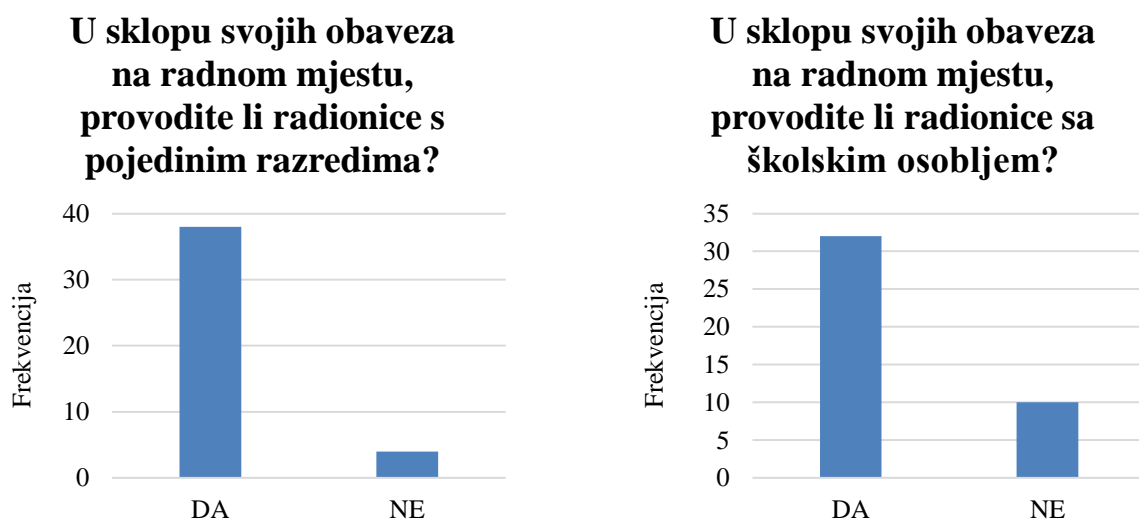 U sklopu svojih obaveza
na radnom mjestu,
provodite li radionice s
pojedinim razredima?
Frekvencija
40
30
20
10
0
DA
NE
U sklopu svojih obaveza
na radnom mjestu,
provodite li radionice sa
školskim osobljem?
Frekvencija
35
30
25
20
15
10
5
0
DA
NE